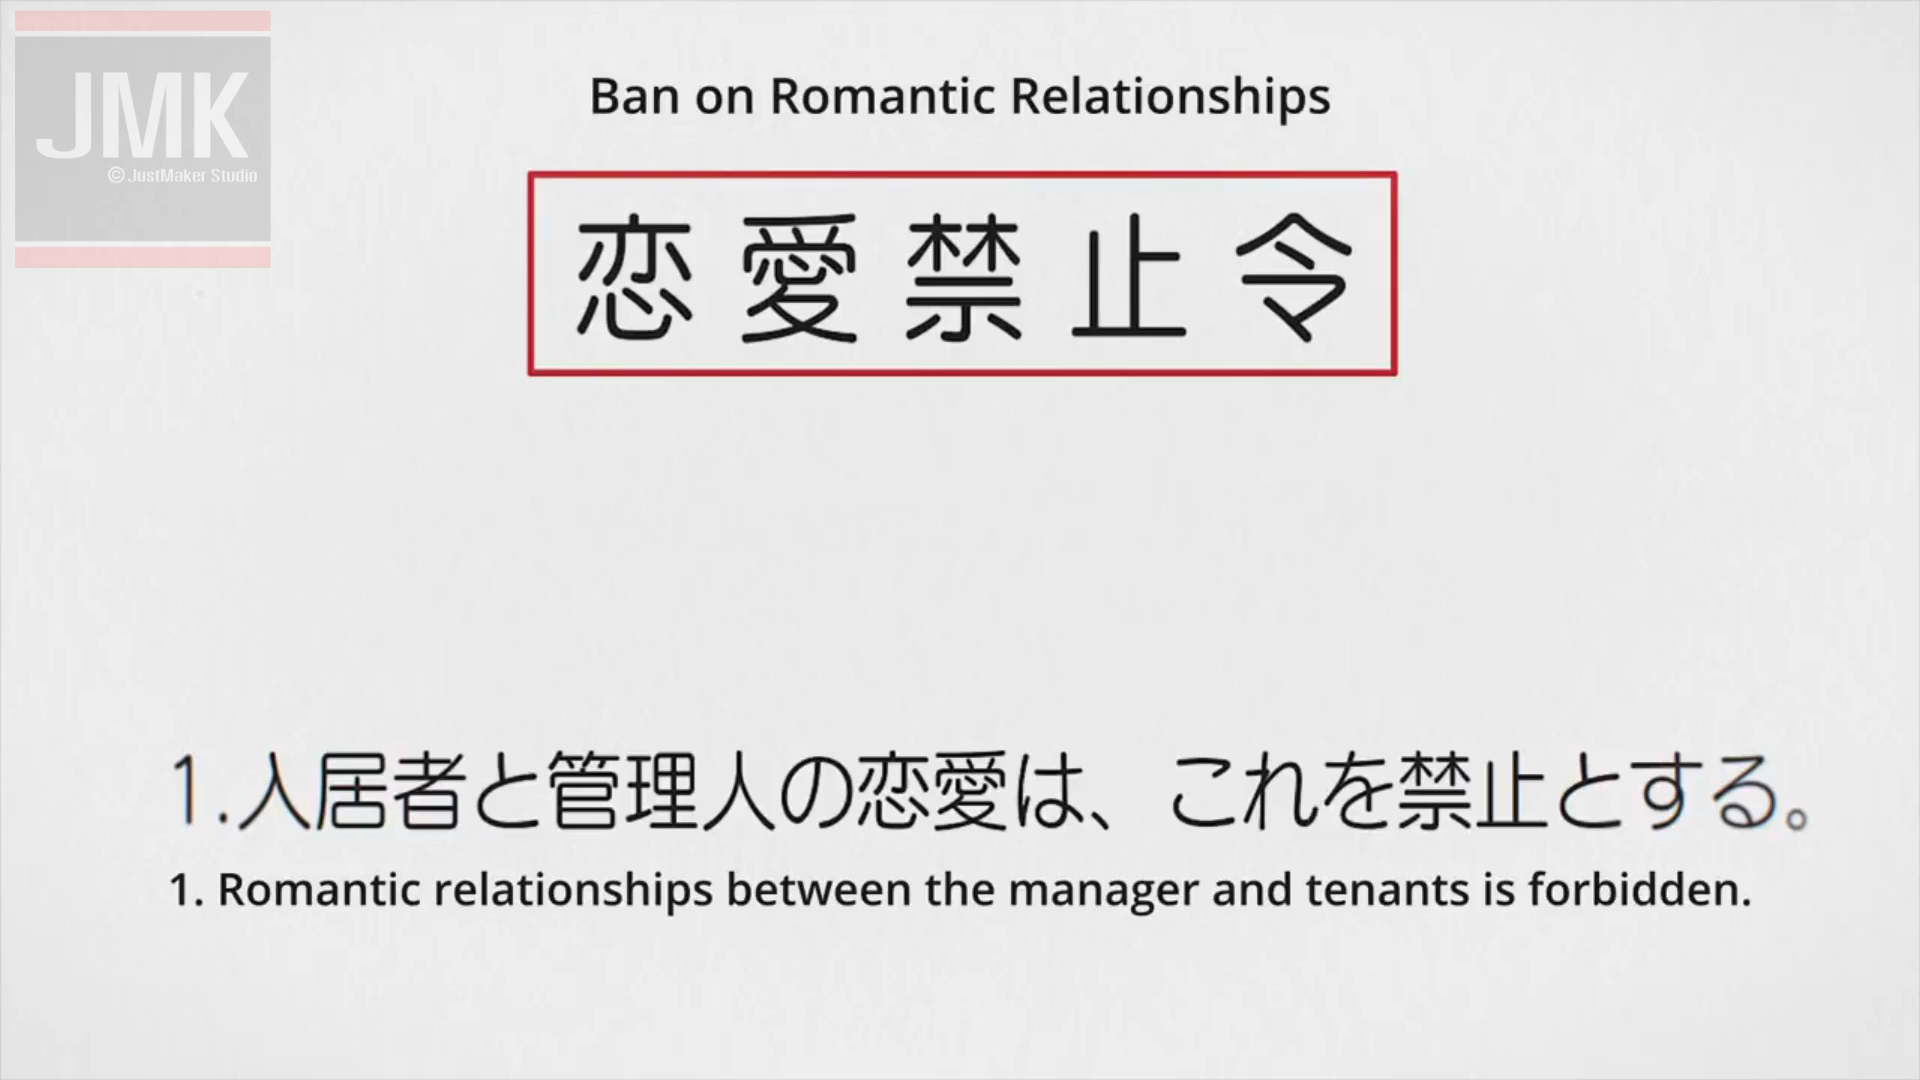 JMK
© JustMaker Studio
Ban on Romantic Relationships
恋愛禁止令
1.入居者と管理人の恋愛は、これを禁止とする。
1. Romantic relationships between the manager and tenants is forbidden.